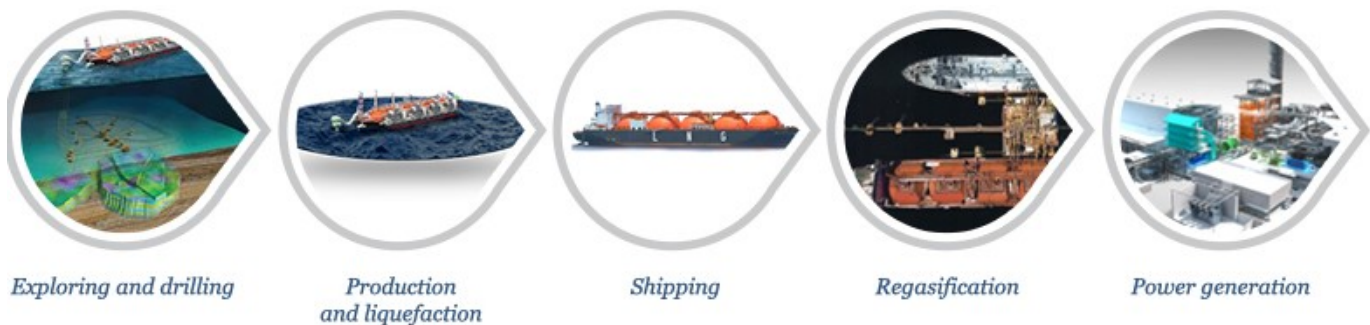 L N G
Exploring and drilling
Production
and liquefaction
Shipping
Regasification
Power generation